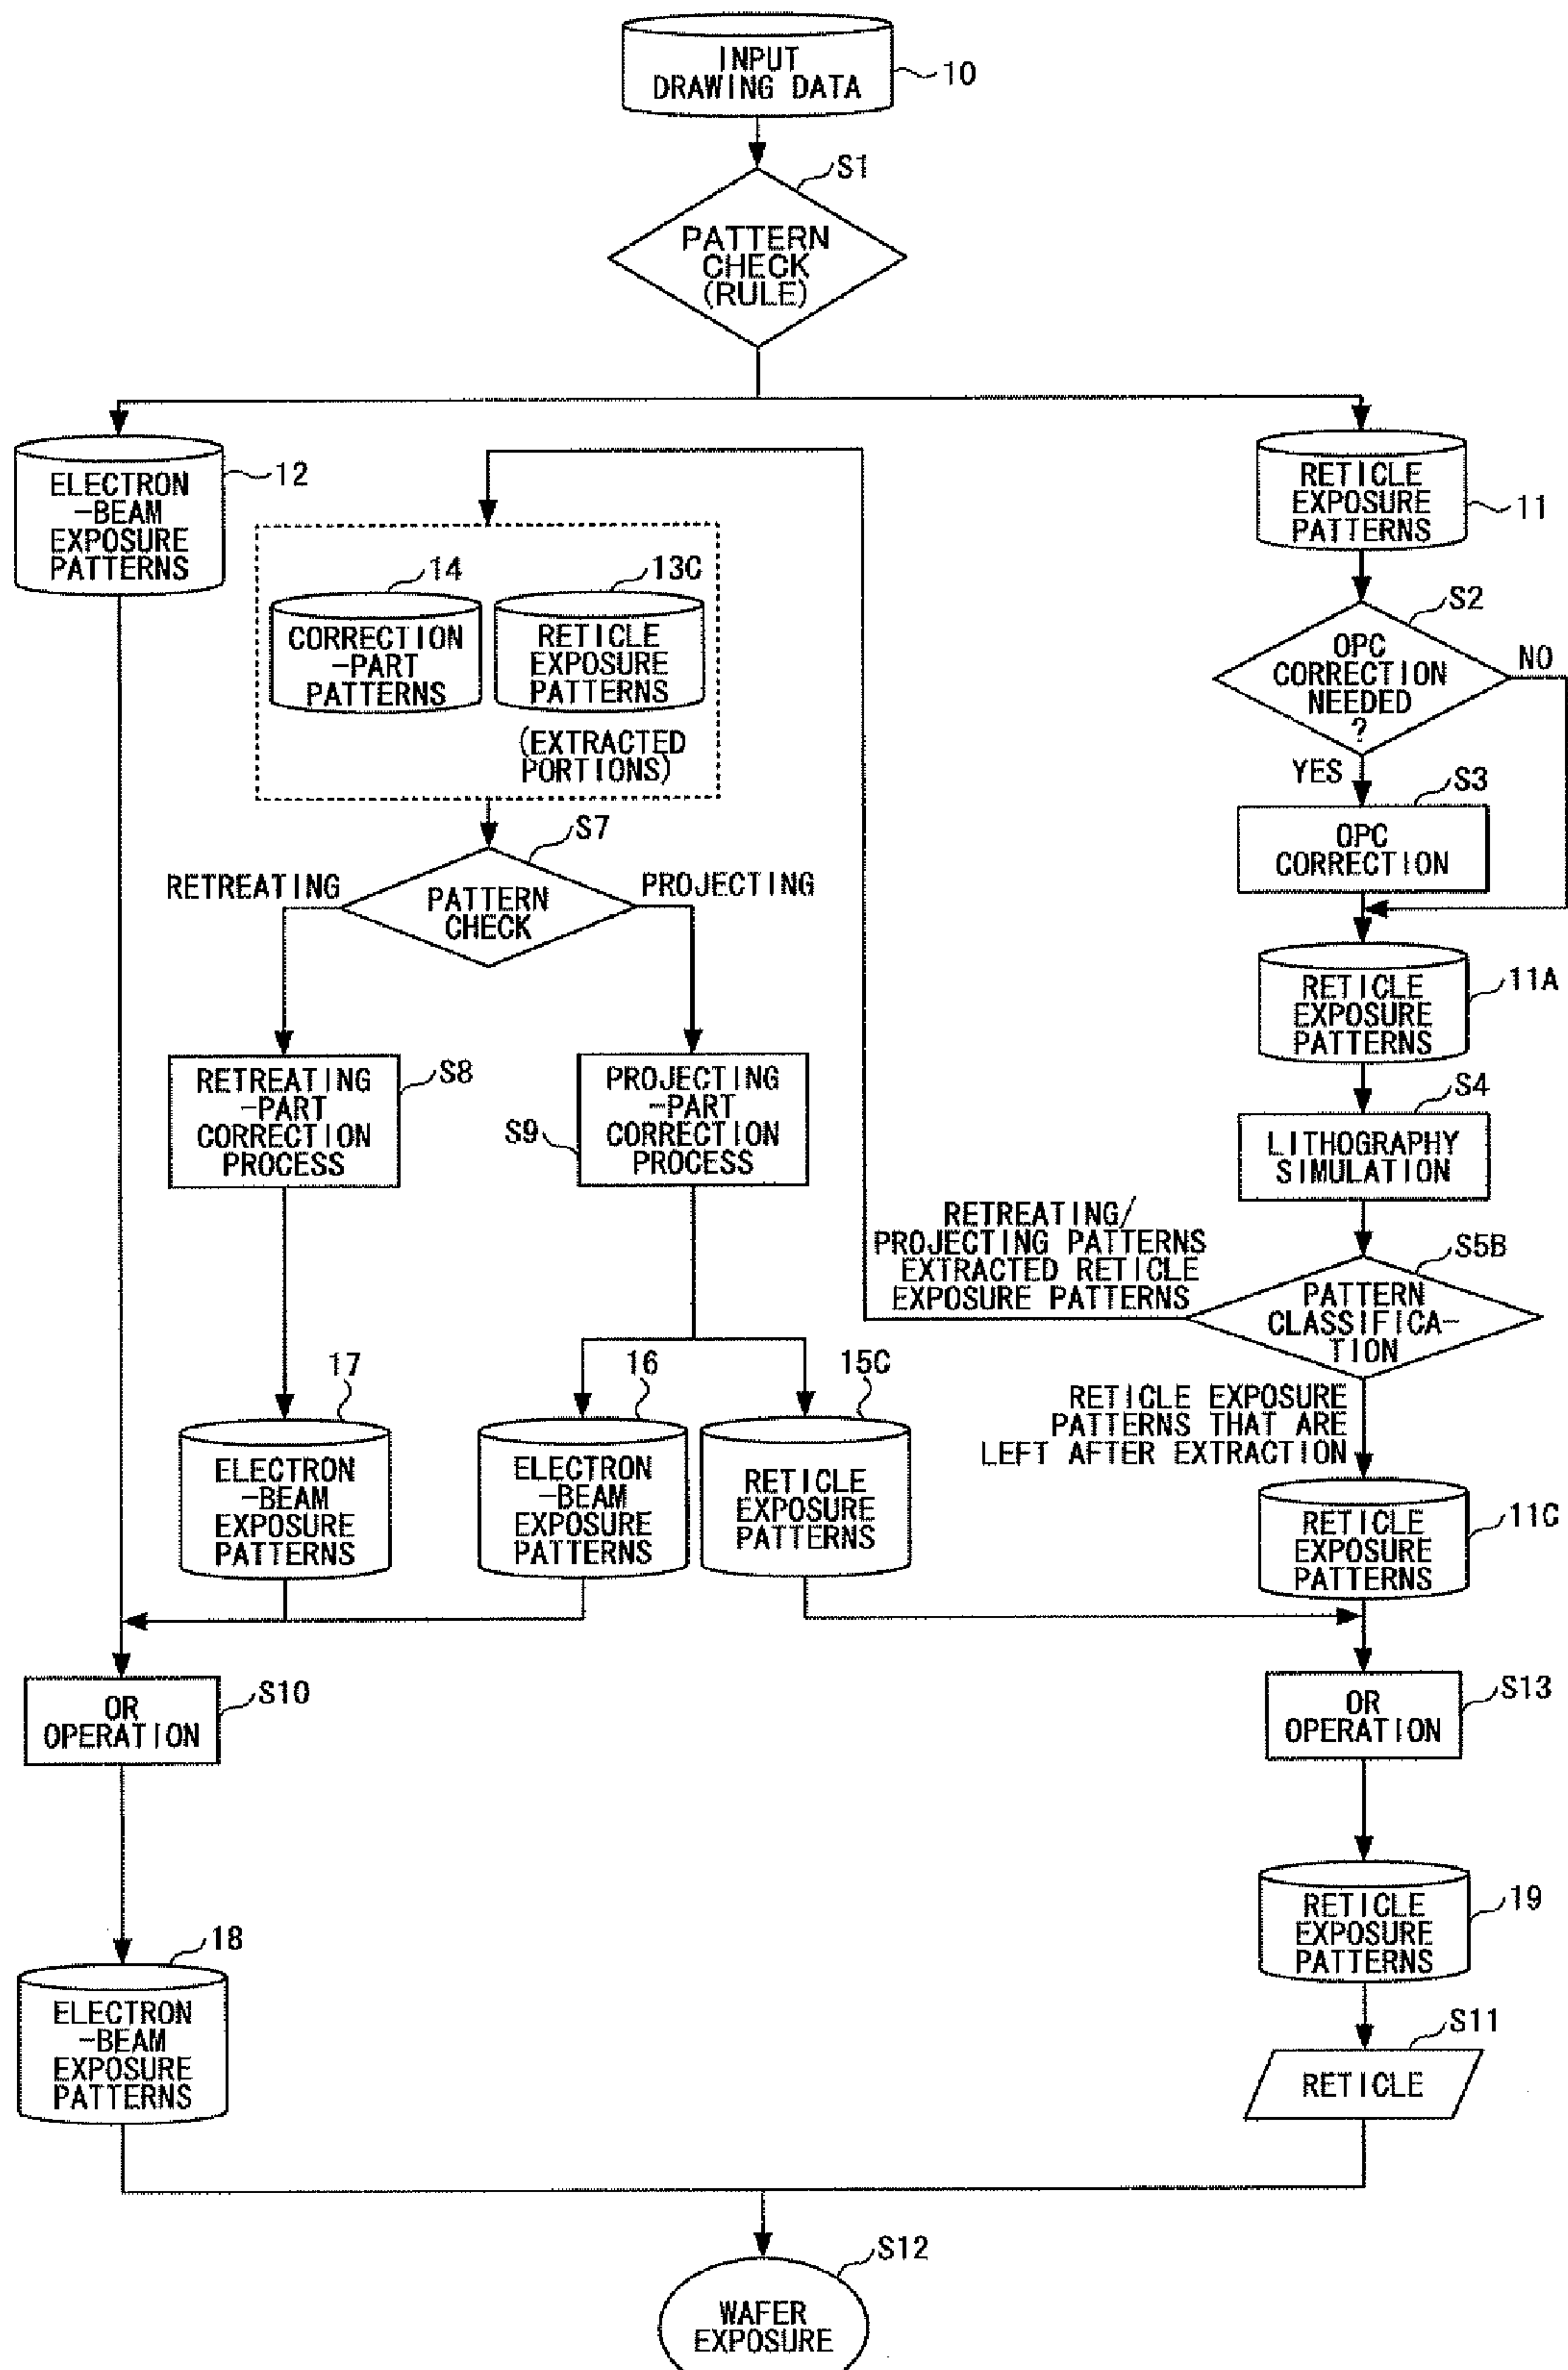 INPUT
DRAWING DATA
10
S1
PATTERN
CHECK
(RULE)
ELECTRON
-BEAM
EXPOSURE
PATTERNS
12
RETICLE
EXPOSURE
PATTERNS
11
14
CORRECTION
-PART
PATTERNS
13C
RETICLE
EXPOSURE
PATTERNS
(EXTRACTED
PORTIONS)
S2
OPC
CORRECTION
NEEDED
?
NO
YES
S3
OPC
CORRECTION
S7
PATTERN
CHECK
RETREATING
PROJECTING
11A
RETICLE
EXPOSURE
PATTERNS
RETREATING
-PART
CORRECTION
PROCESS
S8
PROJECTING
-PART
CORRECTION
PROCESS
S9
S4
LITHOGRAPHY
SIMULATION
RETREATING/
PROJECTING PATTERNS
EXTRACTED RETICLE
EXPOSURE PATTERNS
S5B
PATTERN
CLASSIFICA-
TION
17
ELECTRON
-BEAM
EXPOSURE
PATTERNS
16
ELECTRON
-BEAM
EXPOSURE
PATTERNS
15C
RETICLE
EXPOSURE
PATTERNS
RETICLE EXPOSURE
PATTERNS THAT ARE
LEFT AFTER EXTRACTION
11C
RETICLE
EXPOSURE
PATTERNS
OR
OPERATION
S10
OR
OPERATION
S13
RETICLE
EXPOSURE
PATTERNS
19
18
ELECTRON
-BEAM
EXPOSURE
PATTERNS
S11
RETICLE
S12
WAFER
EXPOSURE